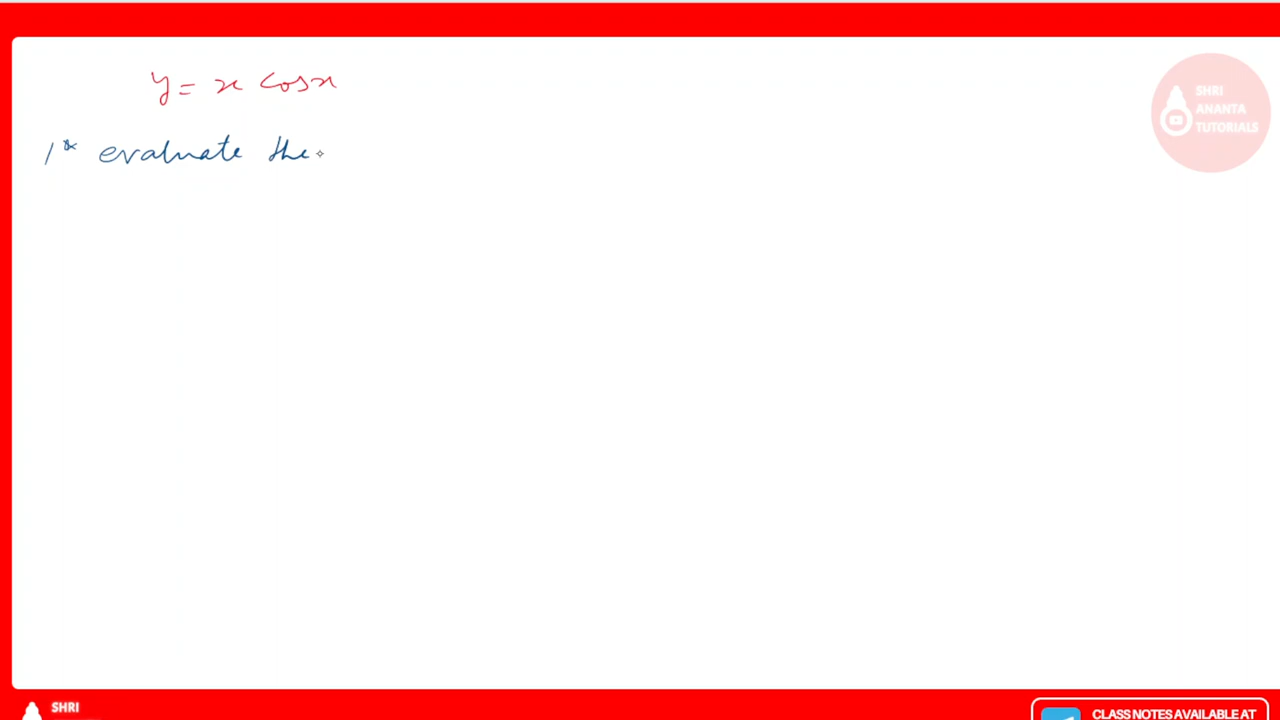 y = x cosx
SHRI
ANANTA
TUTORIALS
1st evaluate the
SHRI
CLASS NOTES AVAILABLE AT